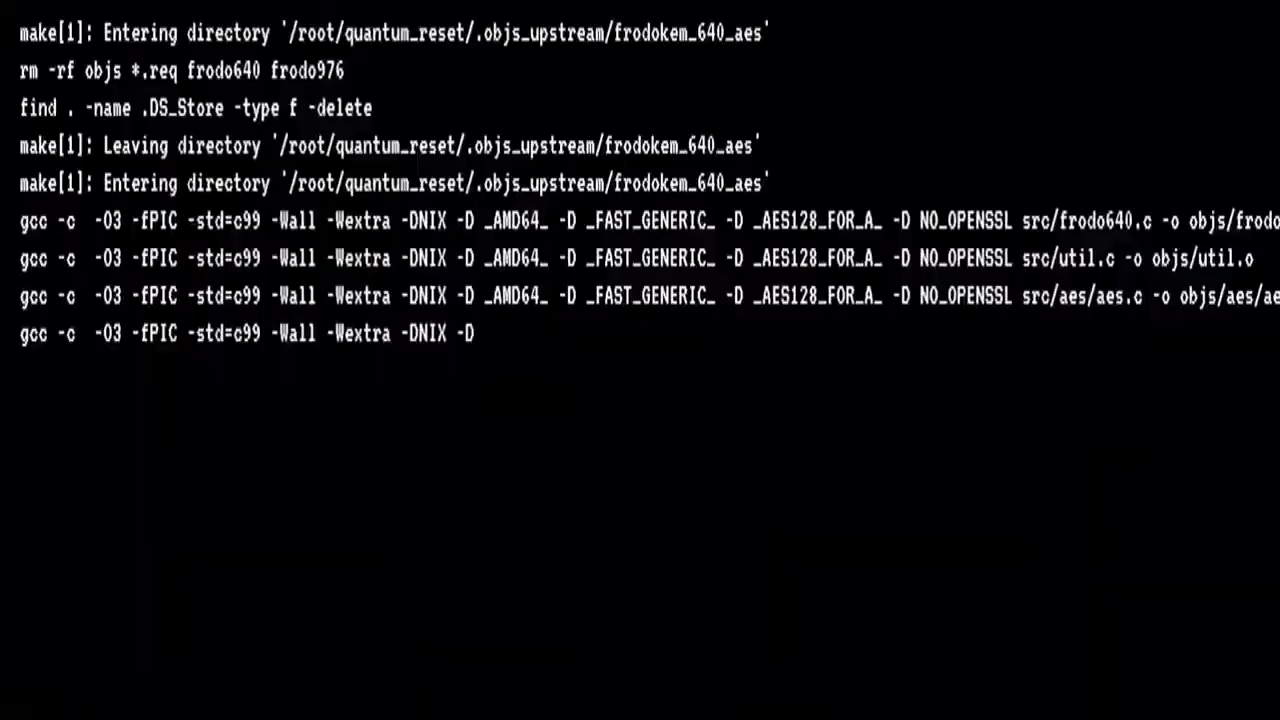 make[1]: Entering directory '/root/quantum_reset/.objs_upstream/frodokem_640_aes'
rm -rf objs *.req frodo640 frodo976
find . -name .DS_Store -type f -delete
make[1]: Leaving directory '/root/quantum_reset/.objs_upstream/frodokem_640_aes'
make[1]: Entering directory '/root/quantum_reset/.objs_upstream/frodokem_640_aes'
gcc -c  -O3 -fPIC -std=c99 -Wall -Wextra -DNIX -D _AMD64_ -D _FAST_GENERIC_ -D _AES128_FOR_A_ -D NO_OPENSSL src/frodo640.c -o objs/frodo
gcc -c  -O3 -fPIC -std=c99 -Wall -Wextra -DNIX -D _AMD64_ -D _FAST_GENERIC_ -D _AES128_FOR_A_ -D NO_OPENSSL src/util.c -o objs/util.o
gcc -c  -O3 -fPIC -std=c99 -Wall -Wextra -DNIX -D _AMD64_ -D _FAST_GENERIC_ -D _AES128_FOR_A_ -D NO_OPENSSL src/aes/aes.c -o objs/aes/ae
gcc -c  -O3 -fPIC -std=c99 -Wall -Wextra -DNIX -D